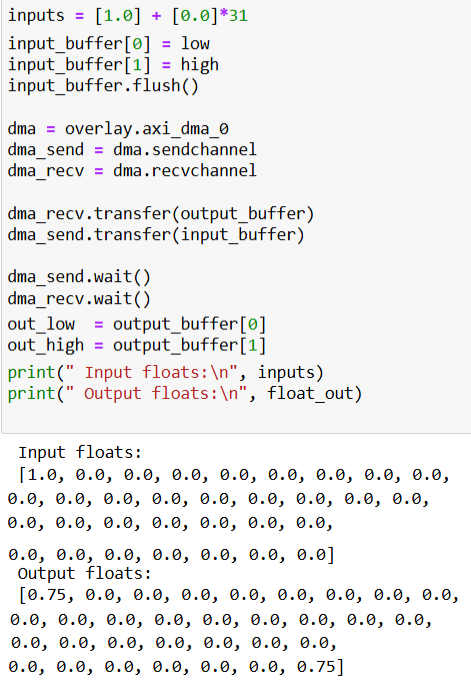 inputs = [1.0] + [0.0]*31
input_buffer[0] = low
input_buffer[1] = high
input_buffer.flush()
dma = overlay.axi_dma_0
dma_send = dma.sendchannel
dma_recv = dma.recvchannel
dma_recv.transfer(output_buffer)
dma_send.transfer(input_buffer)
dma_send.wait()
dma_recv.wait()
out_low  = output_buffer[0]
out_high = output_buffer[1]
print(" Input floats:\n", inputs)
print(" Output floats:\n", float_out)
Input floats:
[1.0, 0.0, 0.0, 0.0, 0.0, 0.0, 0.0, 0.0, 0.0,
0.0, 0.0, 0.0, 0.0, 0.0, 0.0, 0.0, 0.0, 0.0,
0.0, 0.0, 0.0, 0.0, 0.0, 0.0, 0.0,
0.0, 0.0, 0.0, 0.0, 0.0, 0.0, 0.0]
Output floats:
[0.75, 0.0, 0.0, 0.0, 0.0, 0.0, 0.0, 0.0, 0.0,
0.0, 0.0, 0.0, 0.0, 0.0, 0.0, 0.0, 0.0, 0.0,
0.0, 0.0, 0.0, 0.0, 0.0, 0.0, 0.0,
0.0, 0.0, 0.0, 0.0, 0.0, 0.0, 0.75]